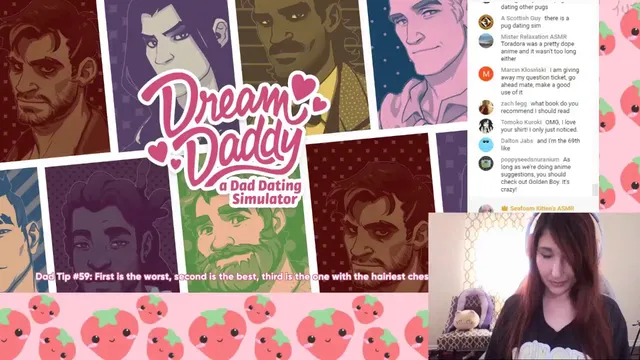 Dream
Daddy
a Dad Dating
Simulator
Dad Tip #59: First is the worst, second is the best, third is the one with the hairiest ches
dating other pugs
A Scottish Guy there is a
pug dating sim
Mister Relaxation ASMR
Toradora was a pretty dope
anime and it wasn't too long
either
Marcin Klosiński I am giving
away my question ticket, go
ahead mate, make a good
use of it
zach legg what book do you
recommend I should read
Tomoko Kuroki OMG, I love
your shirt! I only just noticed.
Dalton Jabs and I'm the 69th
like
poppyseedsnuraisum As
long as we're doing anime
suggestions, you should
check out Golden Boy. It's
crazy!
Seafoam Kitten's ASMR